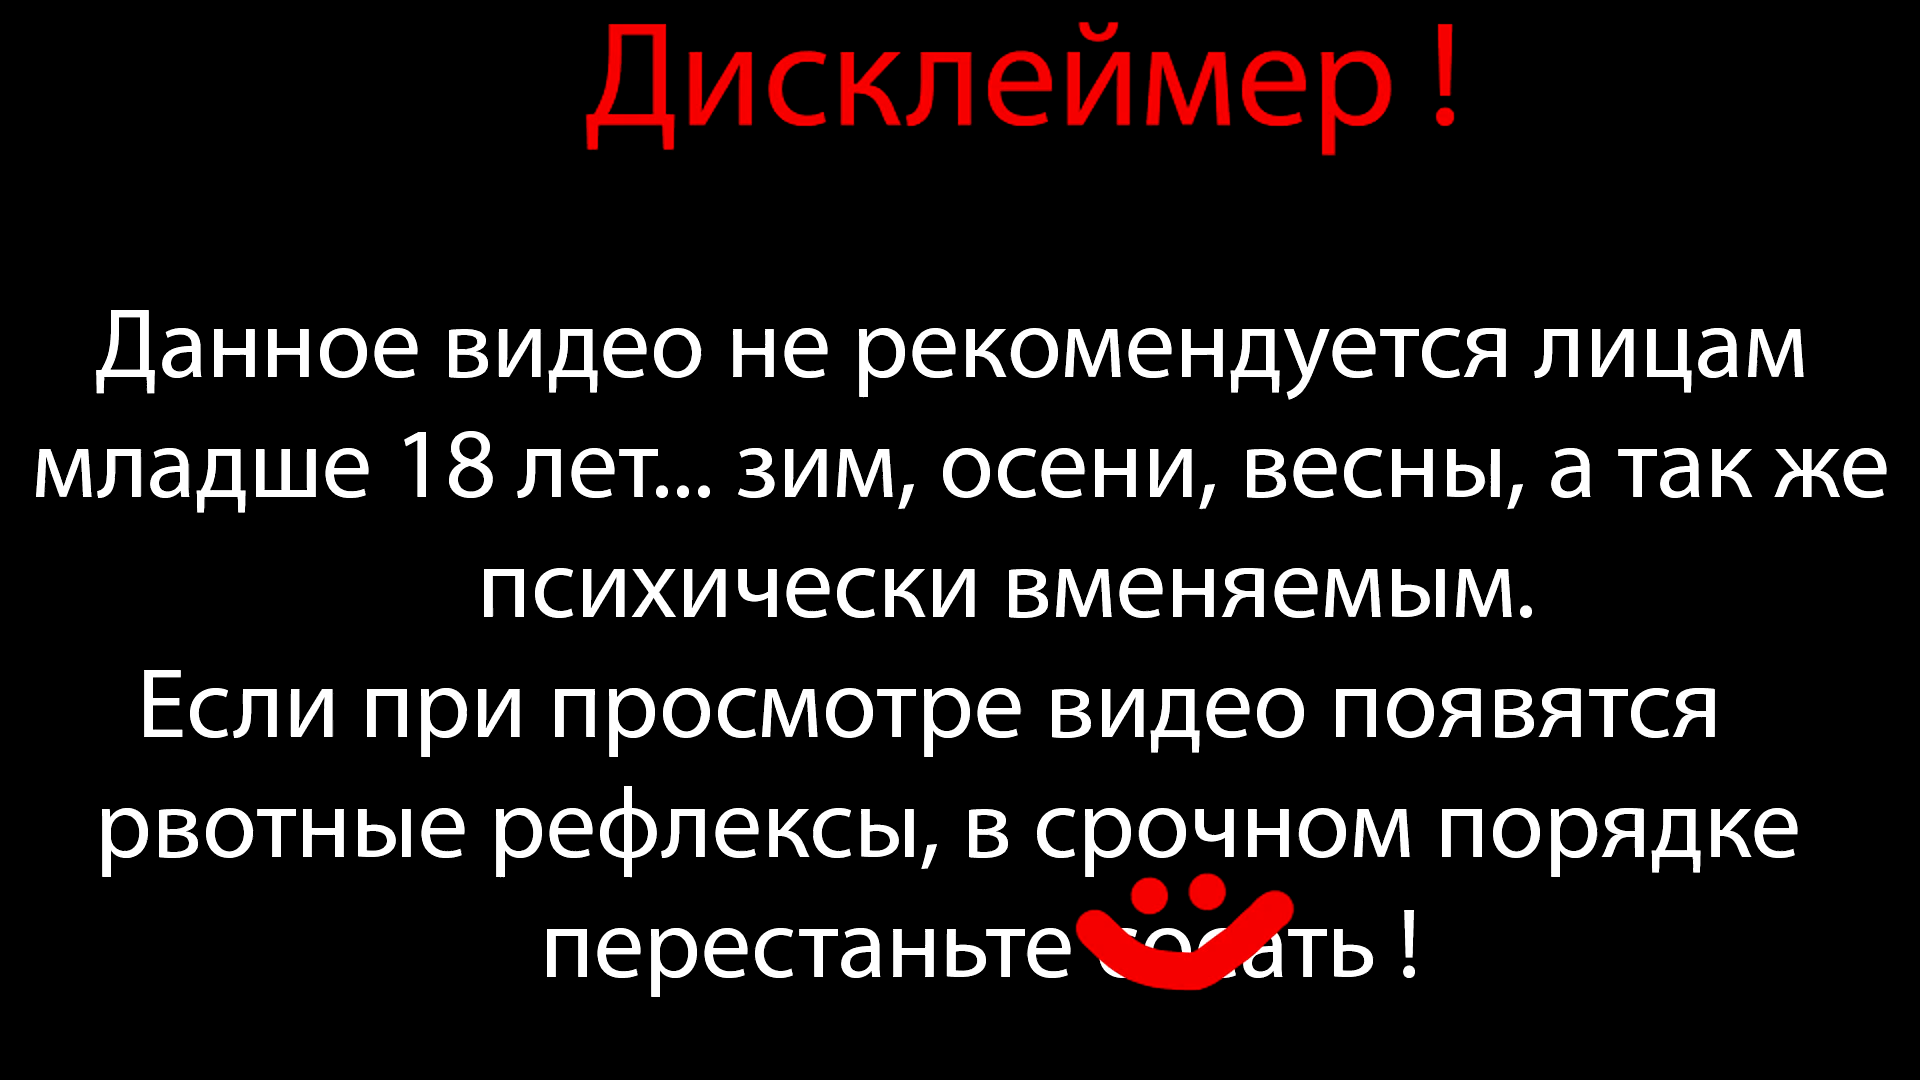 Дисклеймер !
Данное видео не рекомендуется лицам
младше 18 лет... зим, осени, весны, а так же
психически вменяемым.
Если при просмотре видео появятся
рвотные рефлексы, в срочном порядке
перестаньте сосать !